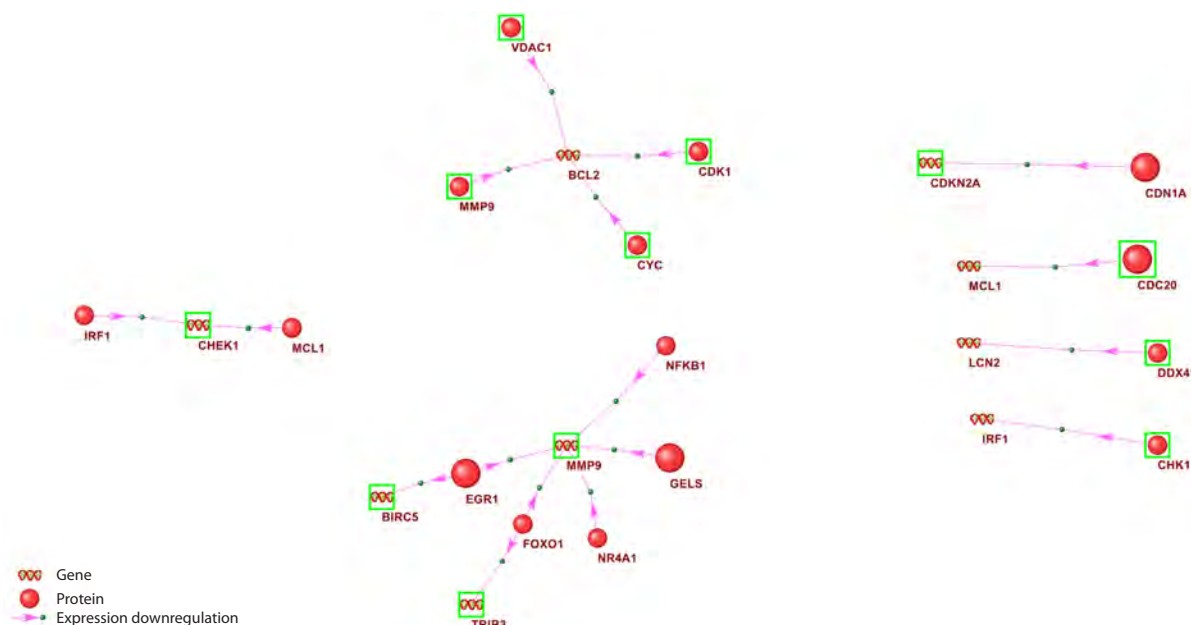 VDAC1
BCL2
CDK1
MMP9
CYC
CDKN2A
CDN1A
MCL1
CDC20
LCN2
DDX4
IRF1
CHK1
IRF1
CHEK1
MCL1
NFKB1
MMP9
GELS
EGR1
BIRC5
FOXO1
NR4A1
TRIB3
Gene
Protein
Expression downregulation